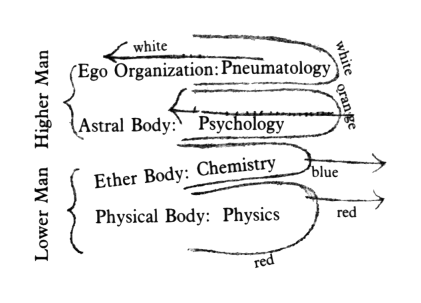 white
white
Ego Organization: Pneumatology
orange
Astral Body: Psychology
Higher Man
Ether Body: Chemistry
blue
Physical Body: Physics
red
red
Lower Man